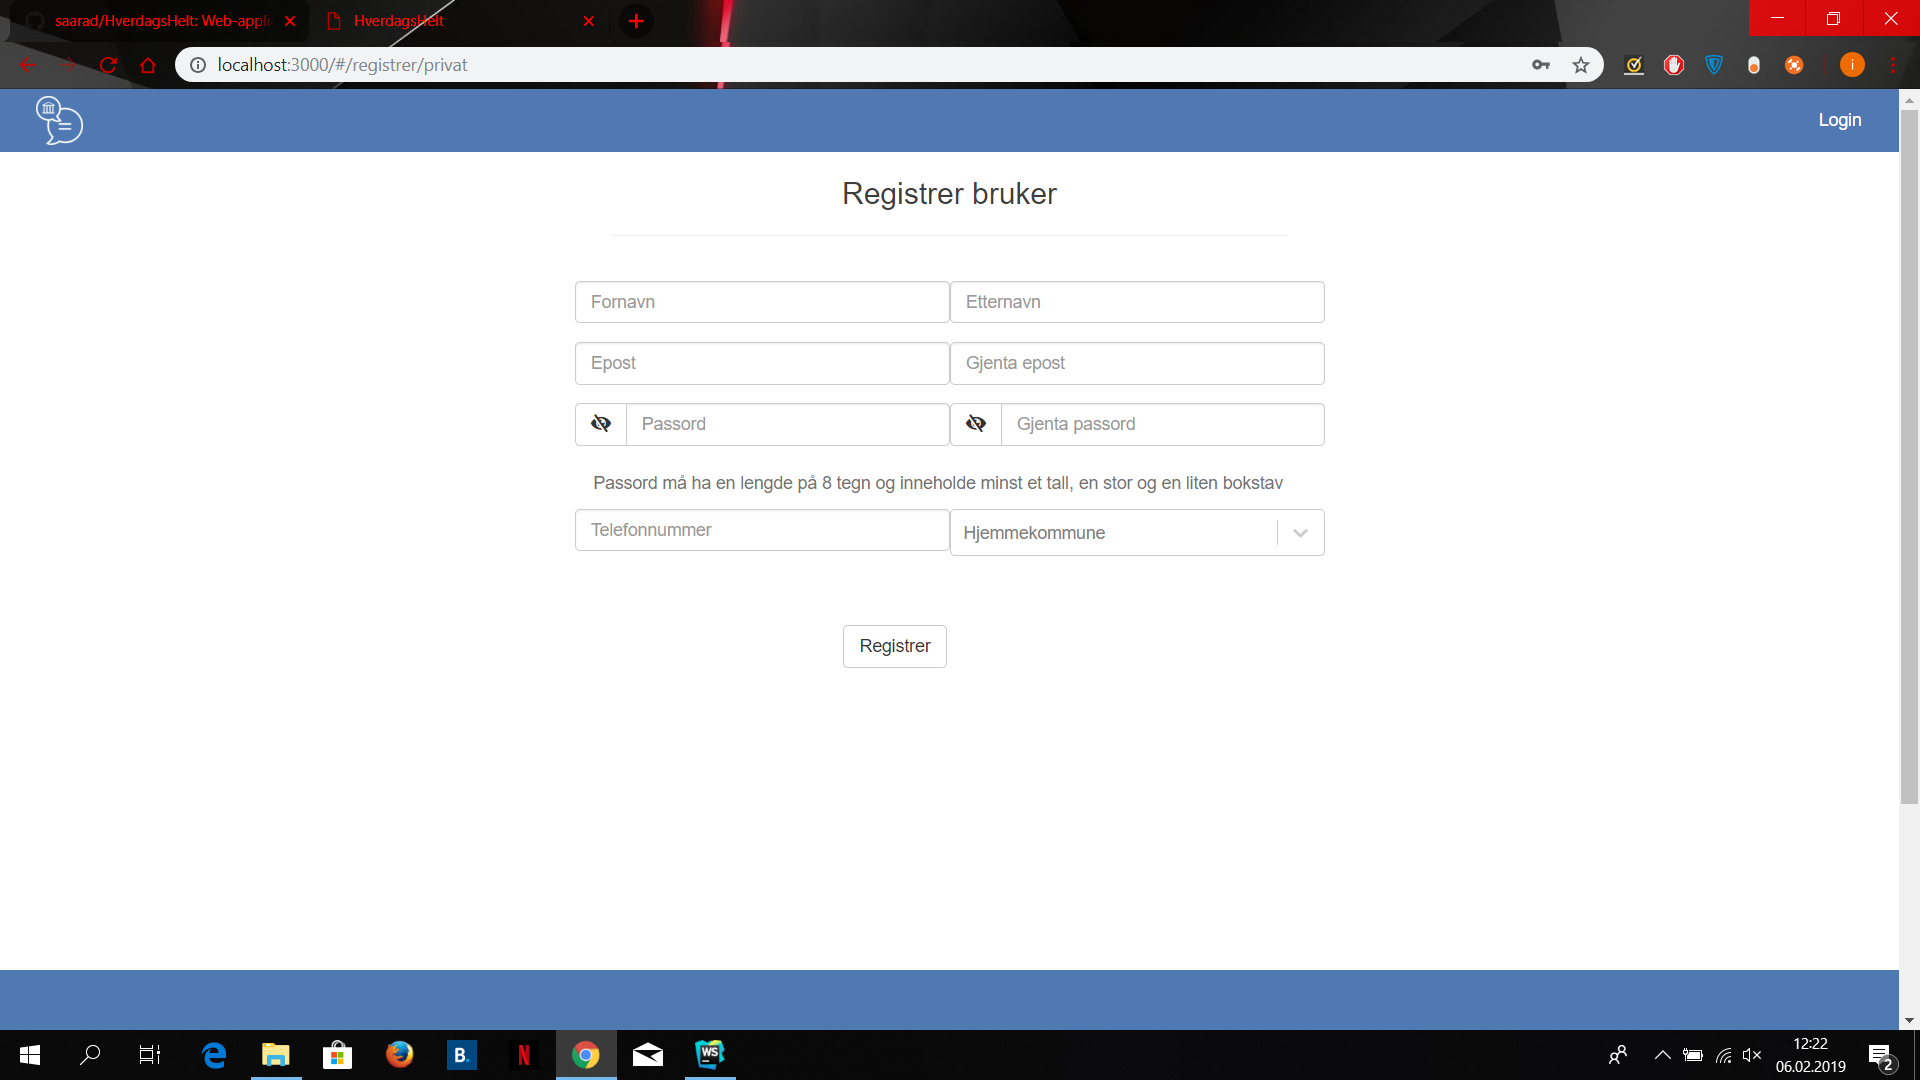 saarad/HverdagsHelt: Web-appli
HverdagsHelt
localhost:3000/#/registrer/privat
i
Login
Registrer bruker
Fornavn
Etternavn
Epost
Gjenta epost
Passord
Gjenta passord
Passord må ha en lengde på 8 tegn og inneholde minst et tall, en stor og en liten bokstav
Telefonnummer
Hjemmekommune
Registrer
B.
N
WS
12:22
06.02.2019
2